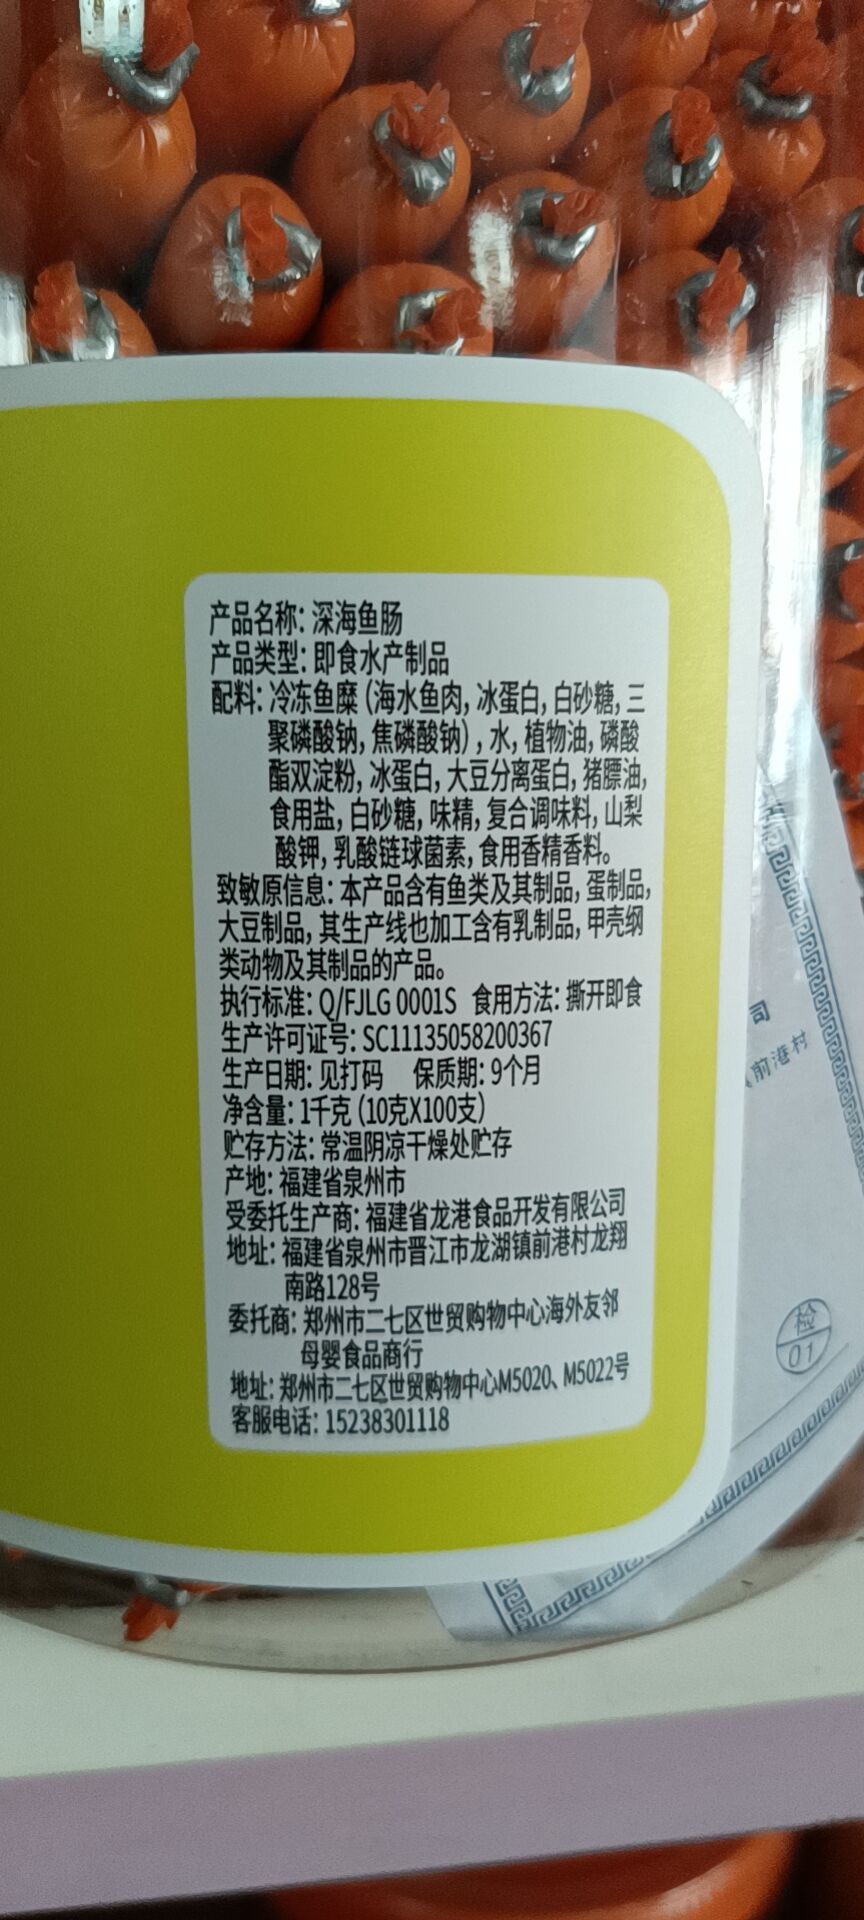 产品名称: 深海鱼肠
产品类型: 即食水产制品
配料: 冷冻鱼糜 (海水鱼肉, 冰蛋白, 白砂糖, 三
聚磷酸钠, 焦磷酸钠) , 水, 植物油, 磷酸
酯双淀粉, 冰蛋白, 大豆分离蛋白, 猪膘油,
食用盐, 白砂糖, 味精, 复合调味料, 山梨
酸钾, 乳酸链球菌素, 食用香精香料。
致敏原信息: 本产品含有鱼类及其制品, 蛋制品,
大豆制品, 其生产线也加工含有乳制品, 甲壳纲
类动物及其制品的产品。
执行标准: Q/FJLG 0001S 食用方法: 撕开即食
生产许可证号: SC11135058200367
生产日期: 见打码 保质期: 9个月
净含量: 1千克 (10克X100支)
贮存方法: 常温阴凉干燥处贮存
产地: 福建省泉州市
受委托生产商: 福建省龙港食品开发有限公司
地址: 福建省泉州市晋江市龙湖镇前港村龙翔
南路128号
委托商: 郑州市二七区世贸购物中心海外友邻
母婴食品商行
地址: 郑州市二七区世贸购物中心M5020、M5022号
客服电话: 15238301118
司
前港村
检
01